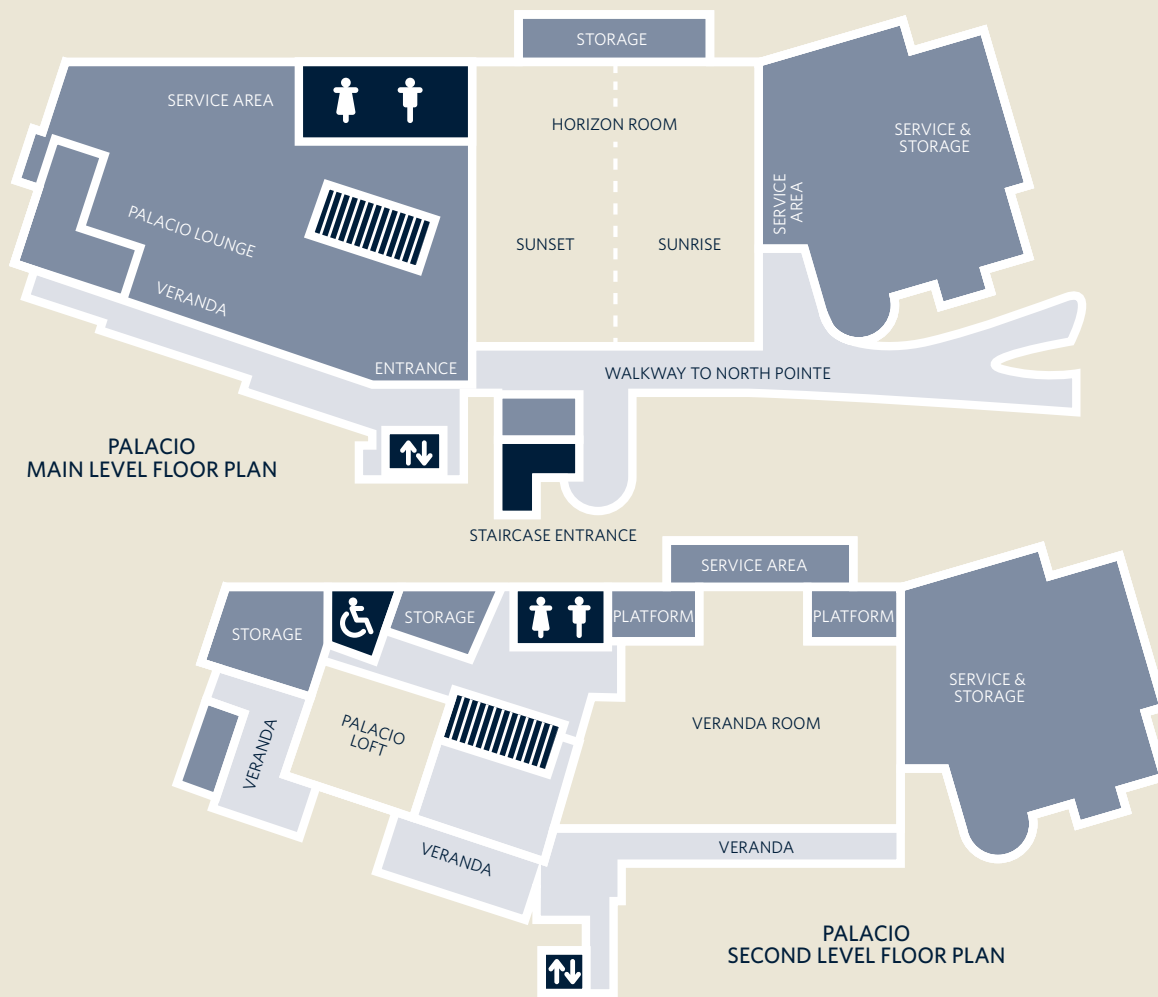 STORAGE
SERVICE AREA
HORIZON ROOM
SERVICE &
STORAGE
SERVICE
AREA
PALACIO LOUNGE
SUNSET
SUNRISE
VERANDA
ENTRANCE
WALKWAY TO NORTH POINTE
PALACIO
MAIN LEVEL FLOOR PLAN
STAIRCASE ENTRANCE
SERVICE AREA
STORAGE
STORAGE
PLATFORM
PLATFORM
SERVICE &
STORAGE
PALACIO
LOFT
VERANDA
VERANDA ROOM
VERANDA
VERANDA
PALACIO
SECOND LEVEL FLOOR PLAN